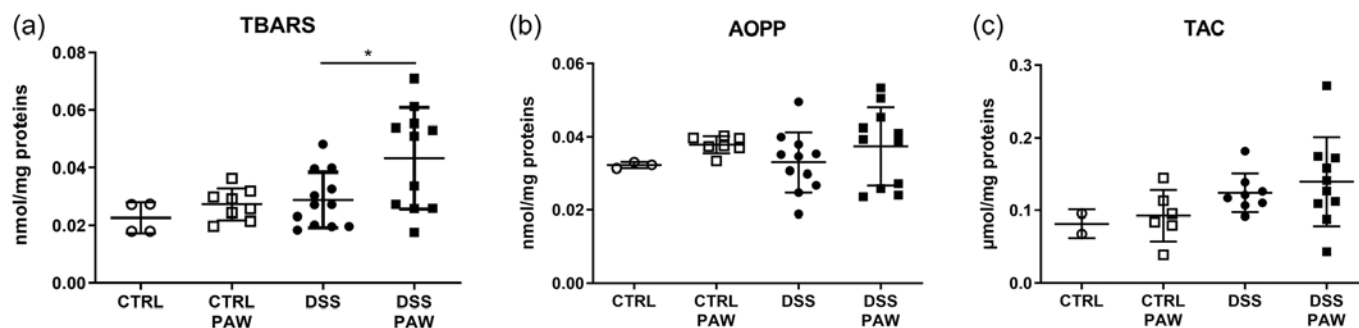 (a)
TBARS
nmol/mg proteins
0.08
0.06
0.04
0.02
0.00
*
CTRL
CTRL
PAW
DSS
DSS
PAW
(b)
AOPP
nmol/mg proteins
0.06
0.04
0.02
0.00
CTRL
CTRL
PAW
DSS
DSS
PAW
(c)
TAC
µmol/mg proteins
0.3
0.2
0.1
0.0
CTRL
CTRL
PAW
DSS
DSS
PAW